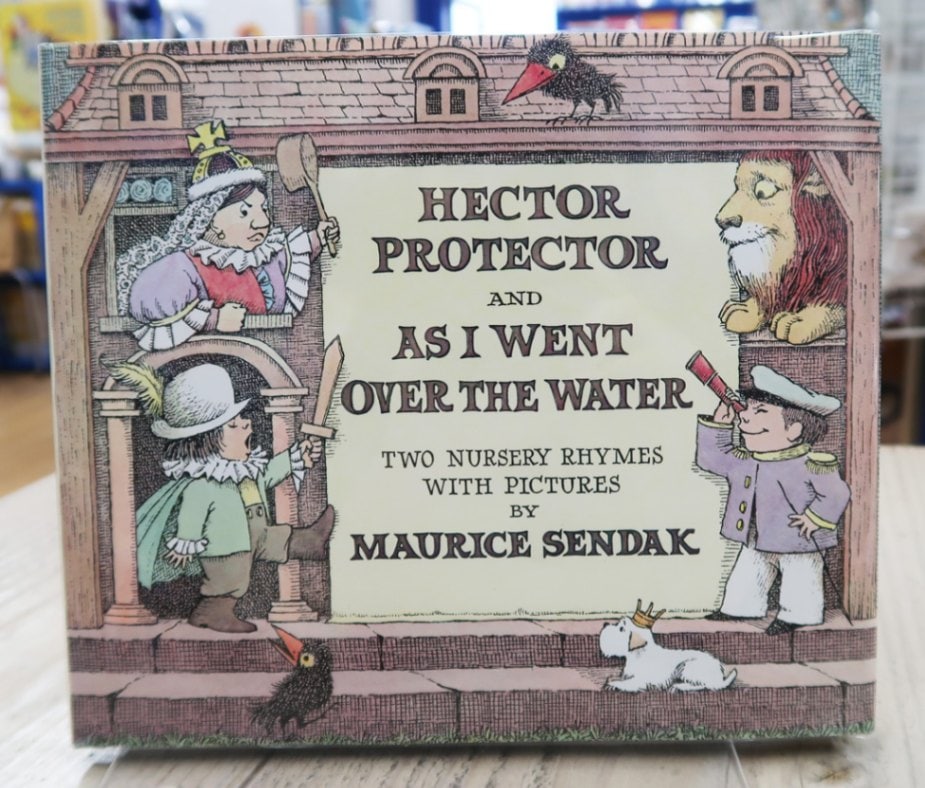 HECTOR
PROTECTOR
AND
AS I WENT
OVER THE WATER
TWO NURSERY RHYMES
WITH PICTURES
BY
MAURICE SENDAK